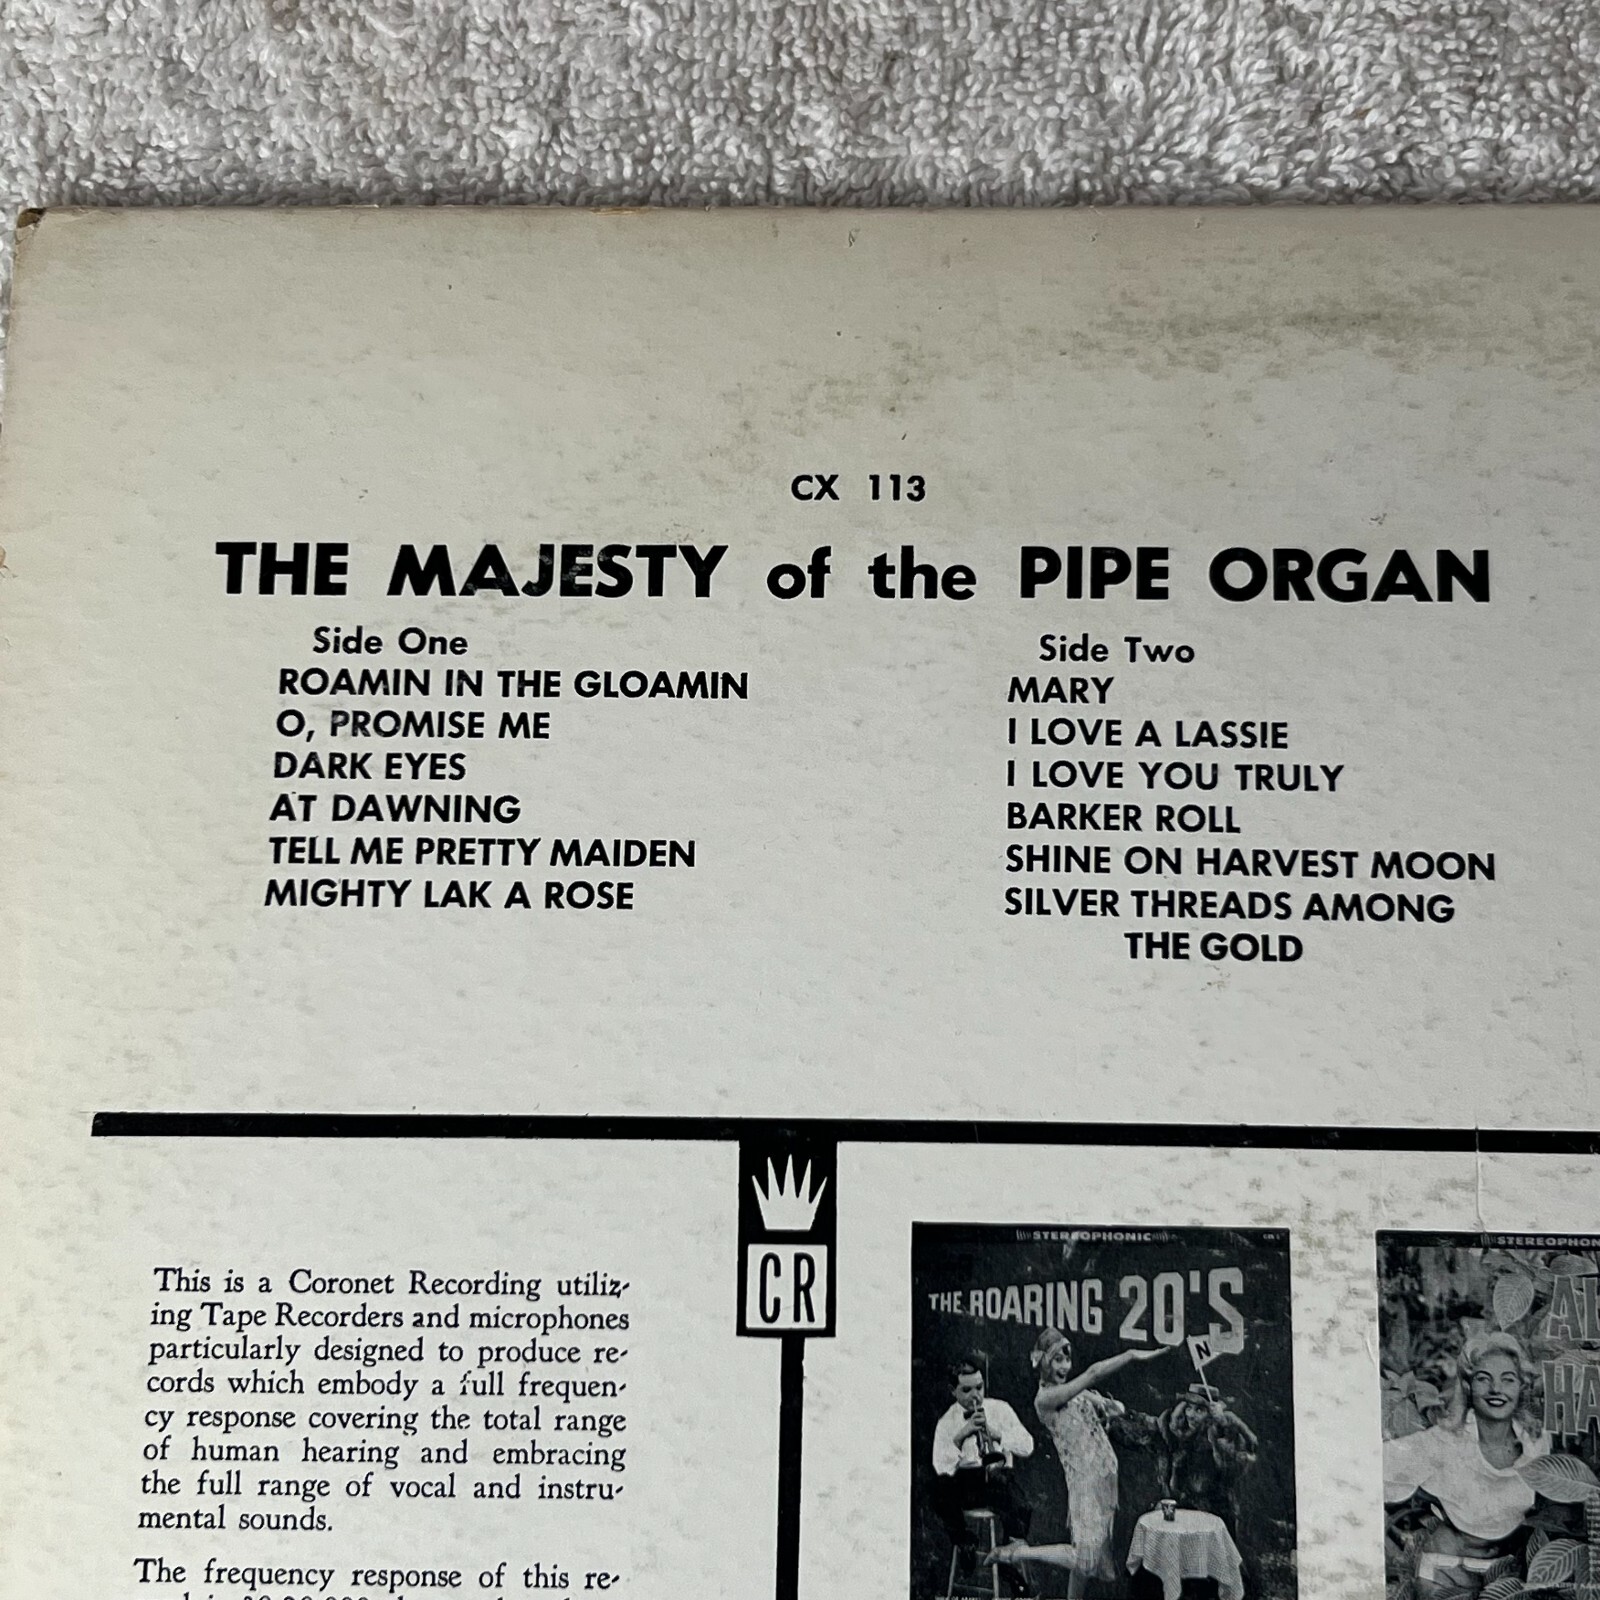 CX 113
THE MAJESTY of the PIPE ORGAN
Side One
ROAMIN IN THE GLOAMIN
O, PROMISE ME
DARK EYES
AT DAWNING
TELL ME PRETTY MAIDEN
MIGHTY LAK A ROSE
Side Two
MARY
I LOVE A LASSIE
I LOVE YOU TRULY
BARKER ROLL
SHINE ON HARVEST MOON
SILVER THREADS AMONG
THE GOLD
This is a Coronet Recording utiliz-
ing Tape Recorders and microphones
particularly designed to produce re-
cords which embody a full frequen-
cy response covering the total range
of human hearing and embracing
the full range of vocal and instru-
mental sounds.
The frequency response of this re-
CR
STEREOPHONIC
THE ROARING 20'S
N
STEREOPHON